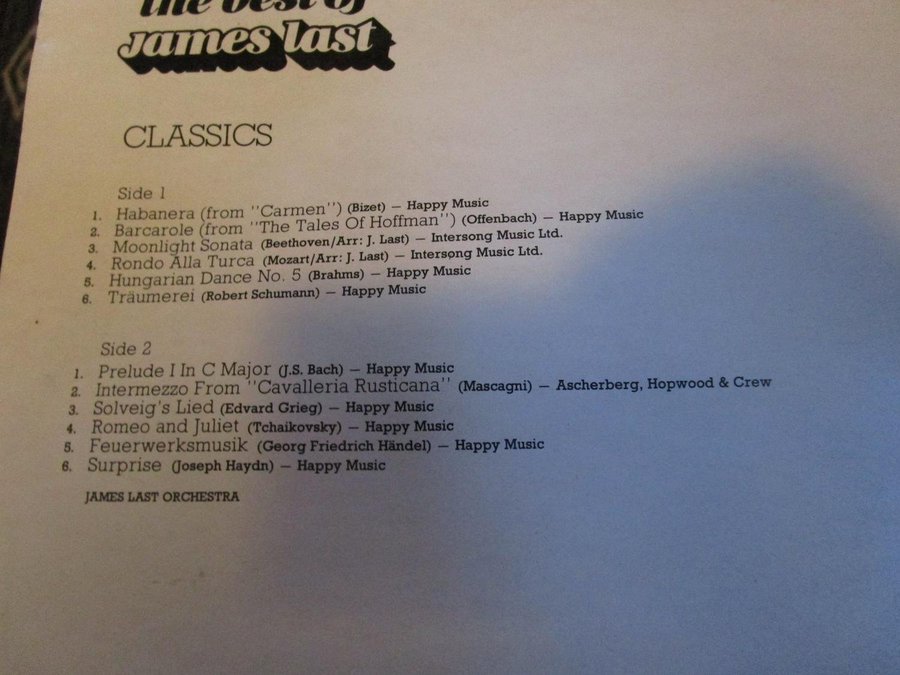 the best of
james last
CLASSICS
Side 1
1. Habanera (from "Carmen") (Bizet) — Happy Music
2. Barcarole (from "The Tales Of Hoffman") (Offenbach) — Happy Music
3. Moonlight Sonata (Beethoven/Arr: J. Last) — Intersong Music Ltd.
4. Rondo Alla Turca (Mozart/Arr: J. Last) — Intersong Music Ltd.
5. Hungarian Dance No. 5 (Brahms) — Happy Music
6. Träumerei (Robert Schumann) — Happy Music
Side 2
1. Prelude I In C Major (J.S. Bach) — Happy Music
2. Intermezzo From "Cavalleria Rusticana" (Mascagni) — Ascherberg, Hopwood & Crew
3. Solveig's Lied (Edvard Grieg) — Happy Music
4. Romeo and Juliet (Tchaikovsky) — Happy Music
5. Feuerwerksmusik (Georg Friedrich Händel) — Happy Music
6. Surprise (Joseph Haydn) — Happy Music
JAMES LAST ORCHESTRA